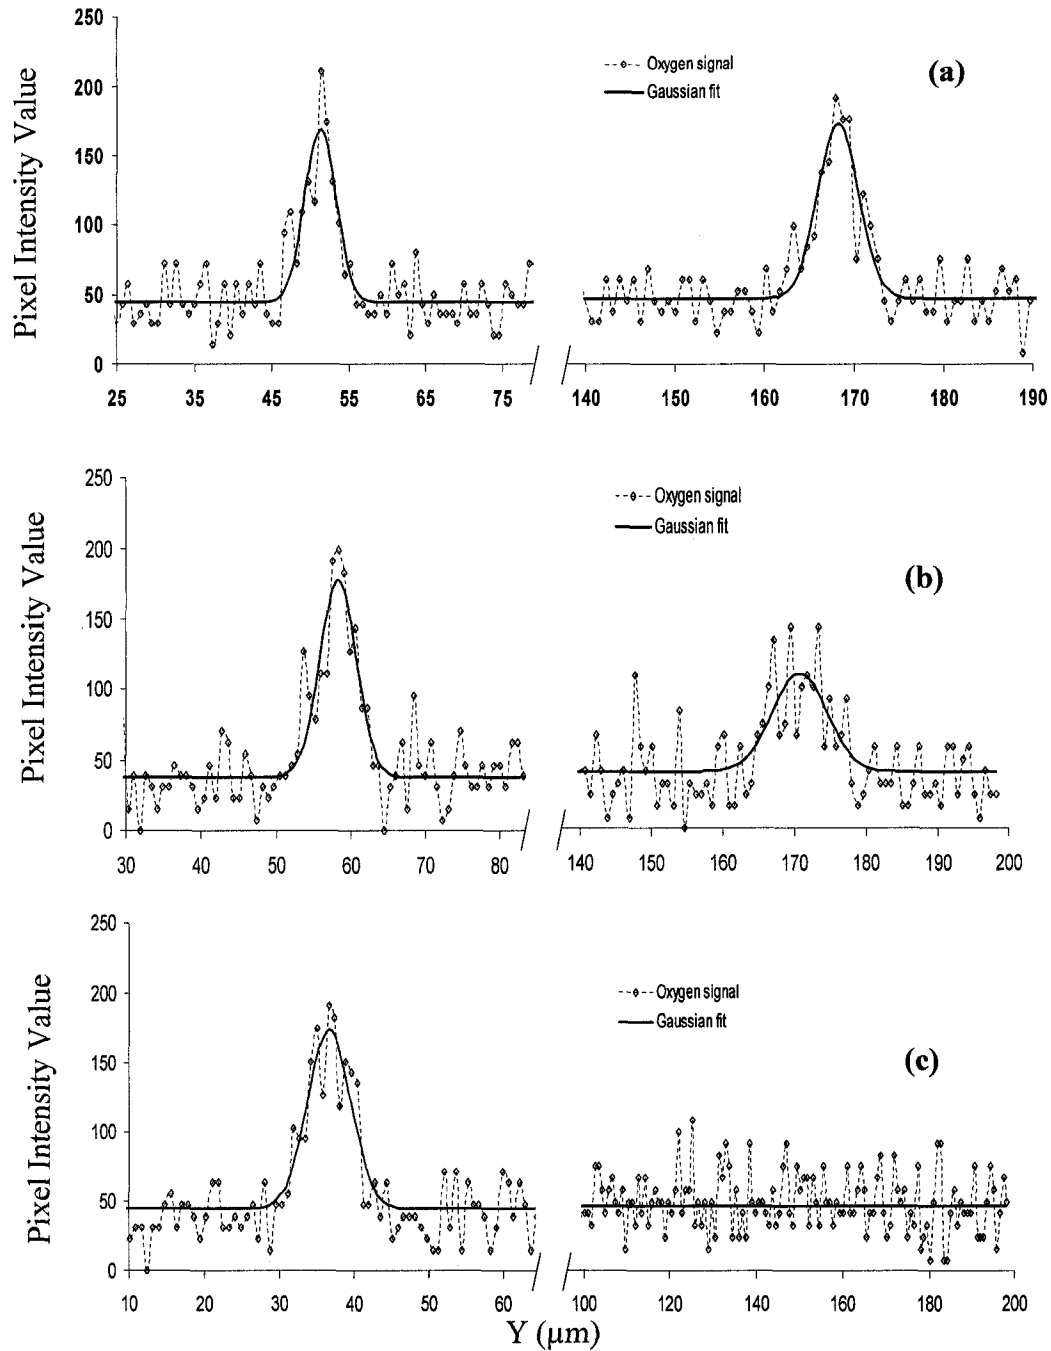 250
200
150
100
50
0
Pixel Intensity Value
Oxygen signal
Gaussian fit
(a)
25 35 45 55 65 75 140 150 160 170 180 190
250
200
150
100
50
0
Pixel Intensity Value
Oxygen signal
Gaussian fit
(b)
30 40 50 60 70 80 140 150 160 170 180 190 200
250
200
150
100
50
0
Pixel Intensity Value
Oxygen signal
Gaussian fit
(c)
10 20 30 40 50 60 100 120 140 160 180 200
Y (µm)